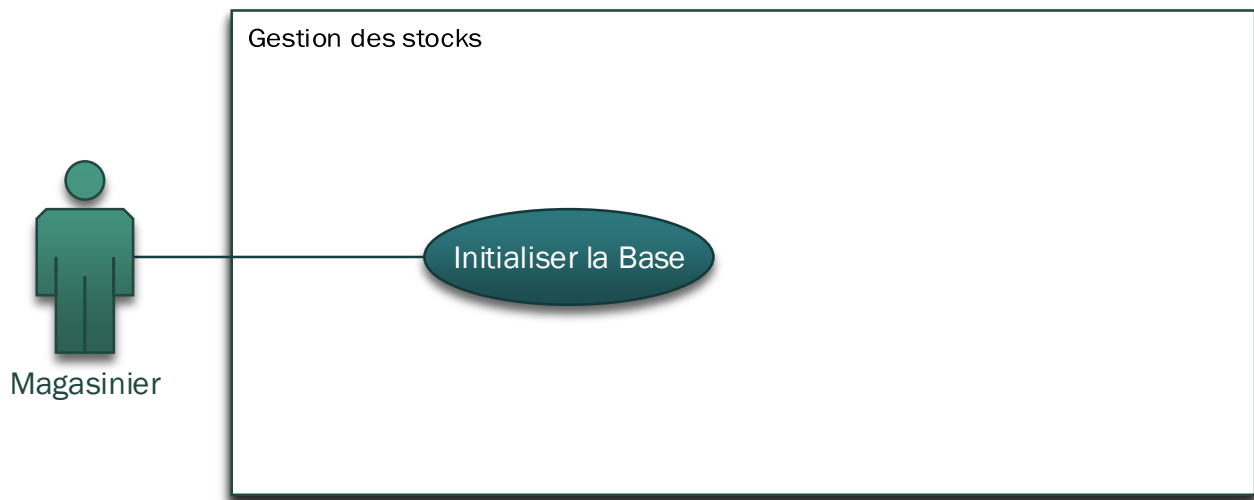 Gestion des stocks
Initialiser la Base
Magasinier